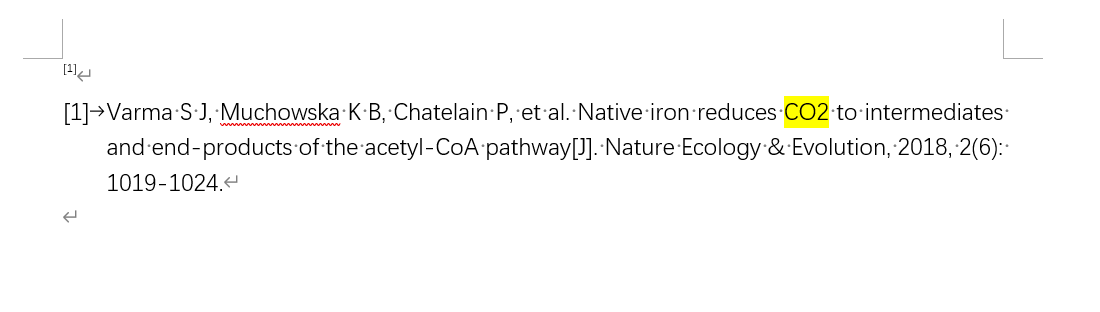 [1]
[1]→Varma S J, Muchowska K B, Chatelain P, et al. Native iron reduces CO2 to intermediates
and end-products of the acetyl-CoA pathway[J]. Nature Ecology & Evolution, 2018, 2(6):
1019-1024.